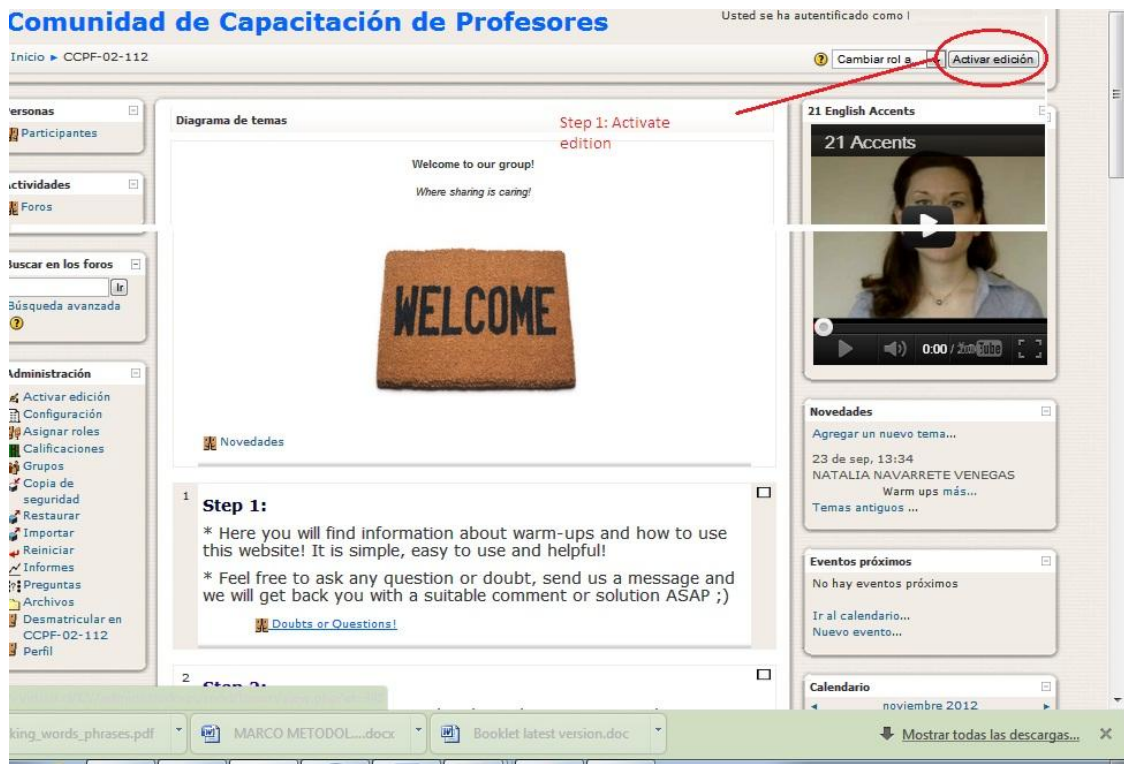 Comunidad de Capacitación de Profesores
Usted se ha autentificado como
Inicio ► CCPF-02-112
Cambiar rol a
Activar edición
Participantes
Foros
Buscar en los foros
Ir
Búsqueda avanzada
Administración
Activar edición
Configuración
Asignar roles
Calificaciones
Grupos
Copia de
seguridad
Restaurar
Importar
Reiniciar
Informes
Preguntas
Archivos
Desmatricular en
CCPF-02-112
Perfil
Diagrama de temas
Step 1: Activate
edition
Welcome to our group!
Where sharing is caring!
WELCOME
Novedades
1
Step 1:
* Here you will find information about warm-ups and how to use
this website! It is simple, easy to use and helpful!
* Feel free to ask any question or doubt, send us a message and
we will get back you with a suitable comment or solution ASAP ;)
Doubts or Questions!
2
21 English Accents
21 Accents
0:00 /
YouTube
Novedades
Agregar un nuevo tema...
23 de sep, 13:34
NATALIA NAVARRETE VENEGAS
Warm ups más...
Temas antiguos ...
Eventos próximos
No hay eventos próximos
Ir al calendario...
Nuevo evento...
Calendario
noviembre 2012
king_words_phrases.pdf
MARCO METODOL....docx
Booklet latest version.doc
Mostrar todas las descargas...